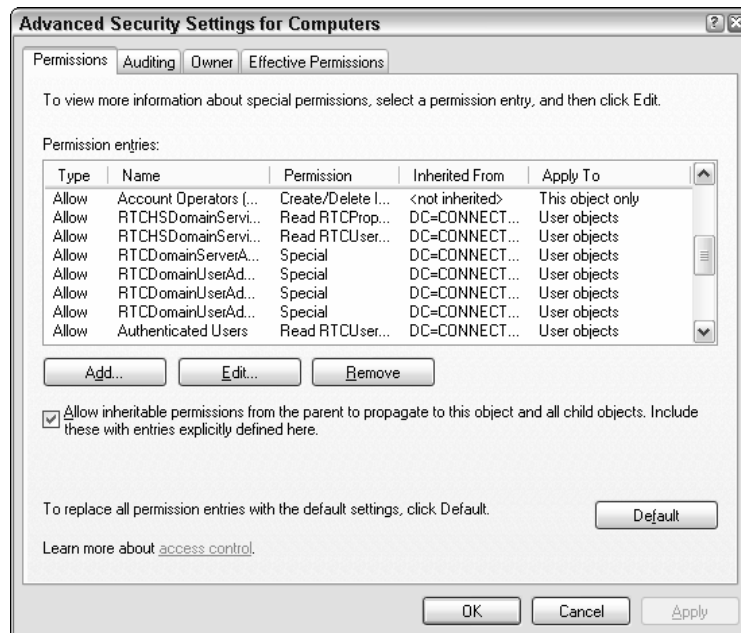 Advanced Security Settings for Computers
Permissions Auditing Owner Effective Permissions
To view more information about special permissions, select a permission entry, and then click Edit.
Permission entries:
Type Name Permission Inherited From Apply To
Allow Account Operators (... Create/Delete I... <not inherited> This object only
Allow RTCHSDomainServi... Read RTCProp... DC=CONNECT... User objects
Allow RTCHSDomainServi... Read RTCUser... DC=CONNECT... User objects
Allow RTCDomainServerA... Special DC=CONNECT... User objects
Allow RTCDomainUserAd... Special DC=CONNECT... User objects
Allow RTCDomainUserAd... Special DC=CONNECT... User objects
Allow RTCDomainUserAd... Special DC=CONNECT... User objects
Allow Authenticated Users Read RTCUser... DC=CONNECT... User objects
Add... Edit... Remove
Allow inheritable permissions from the parent to propagate to this object and all child objects. Include
these with entries explicitly defined here.
To replace all permission entries with the default settings, click Default.
Default
Learn more about access control.
OK Cancel Apply